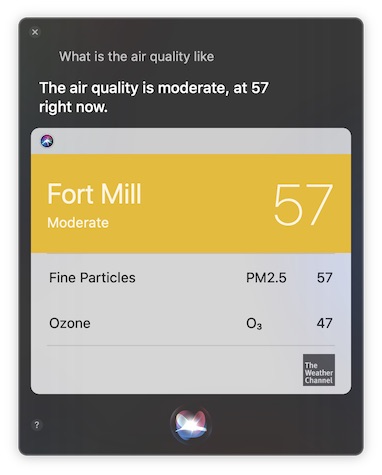 What is the air quality like
The air quality is moderate, at 57
right now.
Fort Mill
57
Moderate
Fine Particles PM2.5 57
Ozone O₃ 47
The
Weather
Channel
?